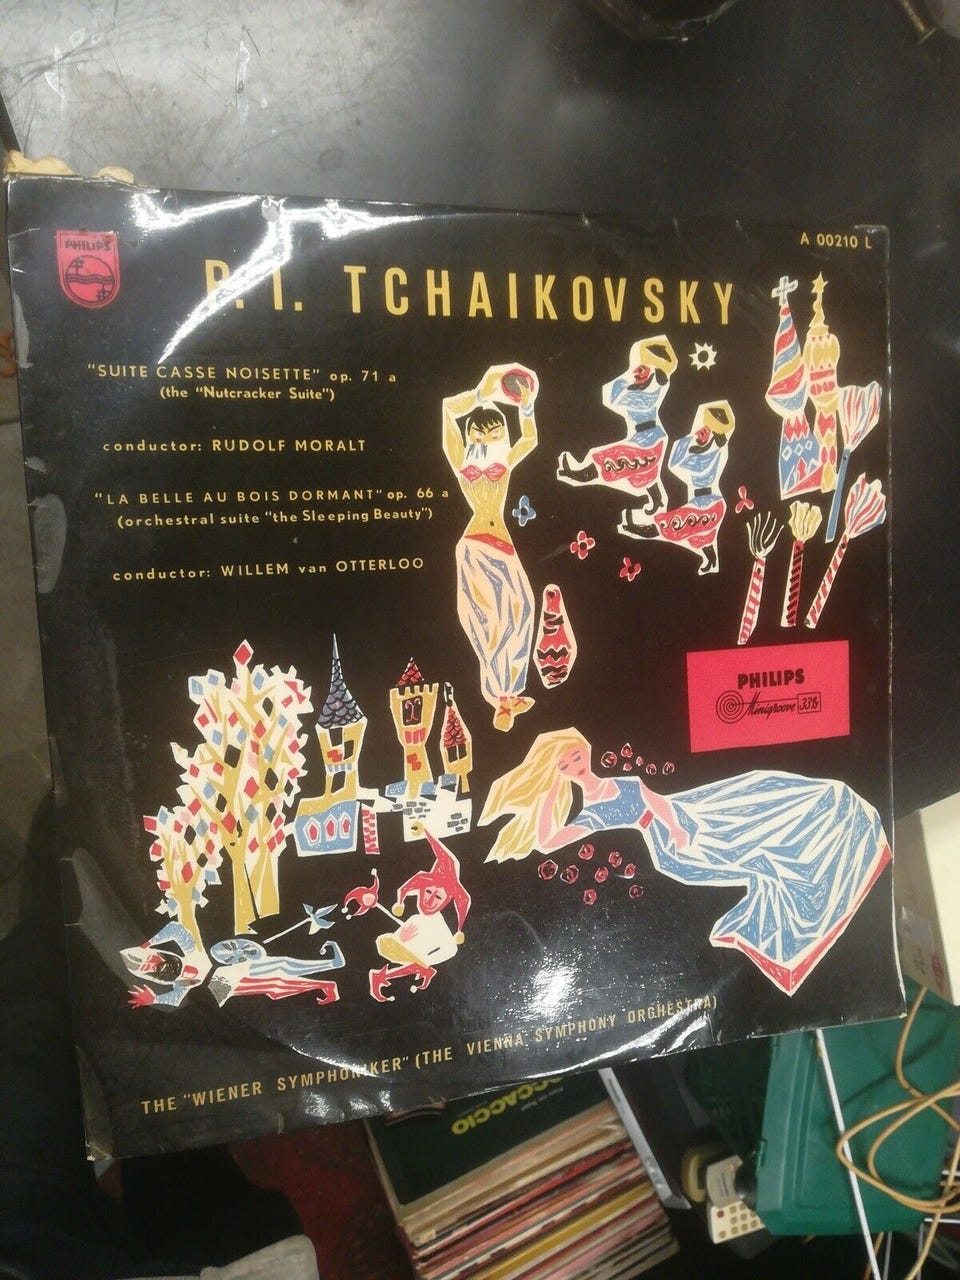 PHILIPS
A 00210 L
P. I. TCHAIKOVSKY
"SUITE CASSE NOISETTE" op. 71 a
(the "Nutcracker Suite")
conductor: RUDOLF MORALT
"LA BELLE AU BOIS DORMANT" op. 66 a
(orchestral suite "the Sleeping Beauty")
conductor: WILLEM van OTTERLOO
PHILIPS
Minigroove 33⅓
THE "WIENER SYMPHONIKER" (THE VIENNA SYMPHONY ORCHESTRA)
OCCACCIO